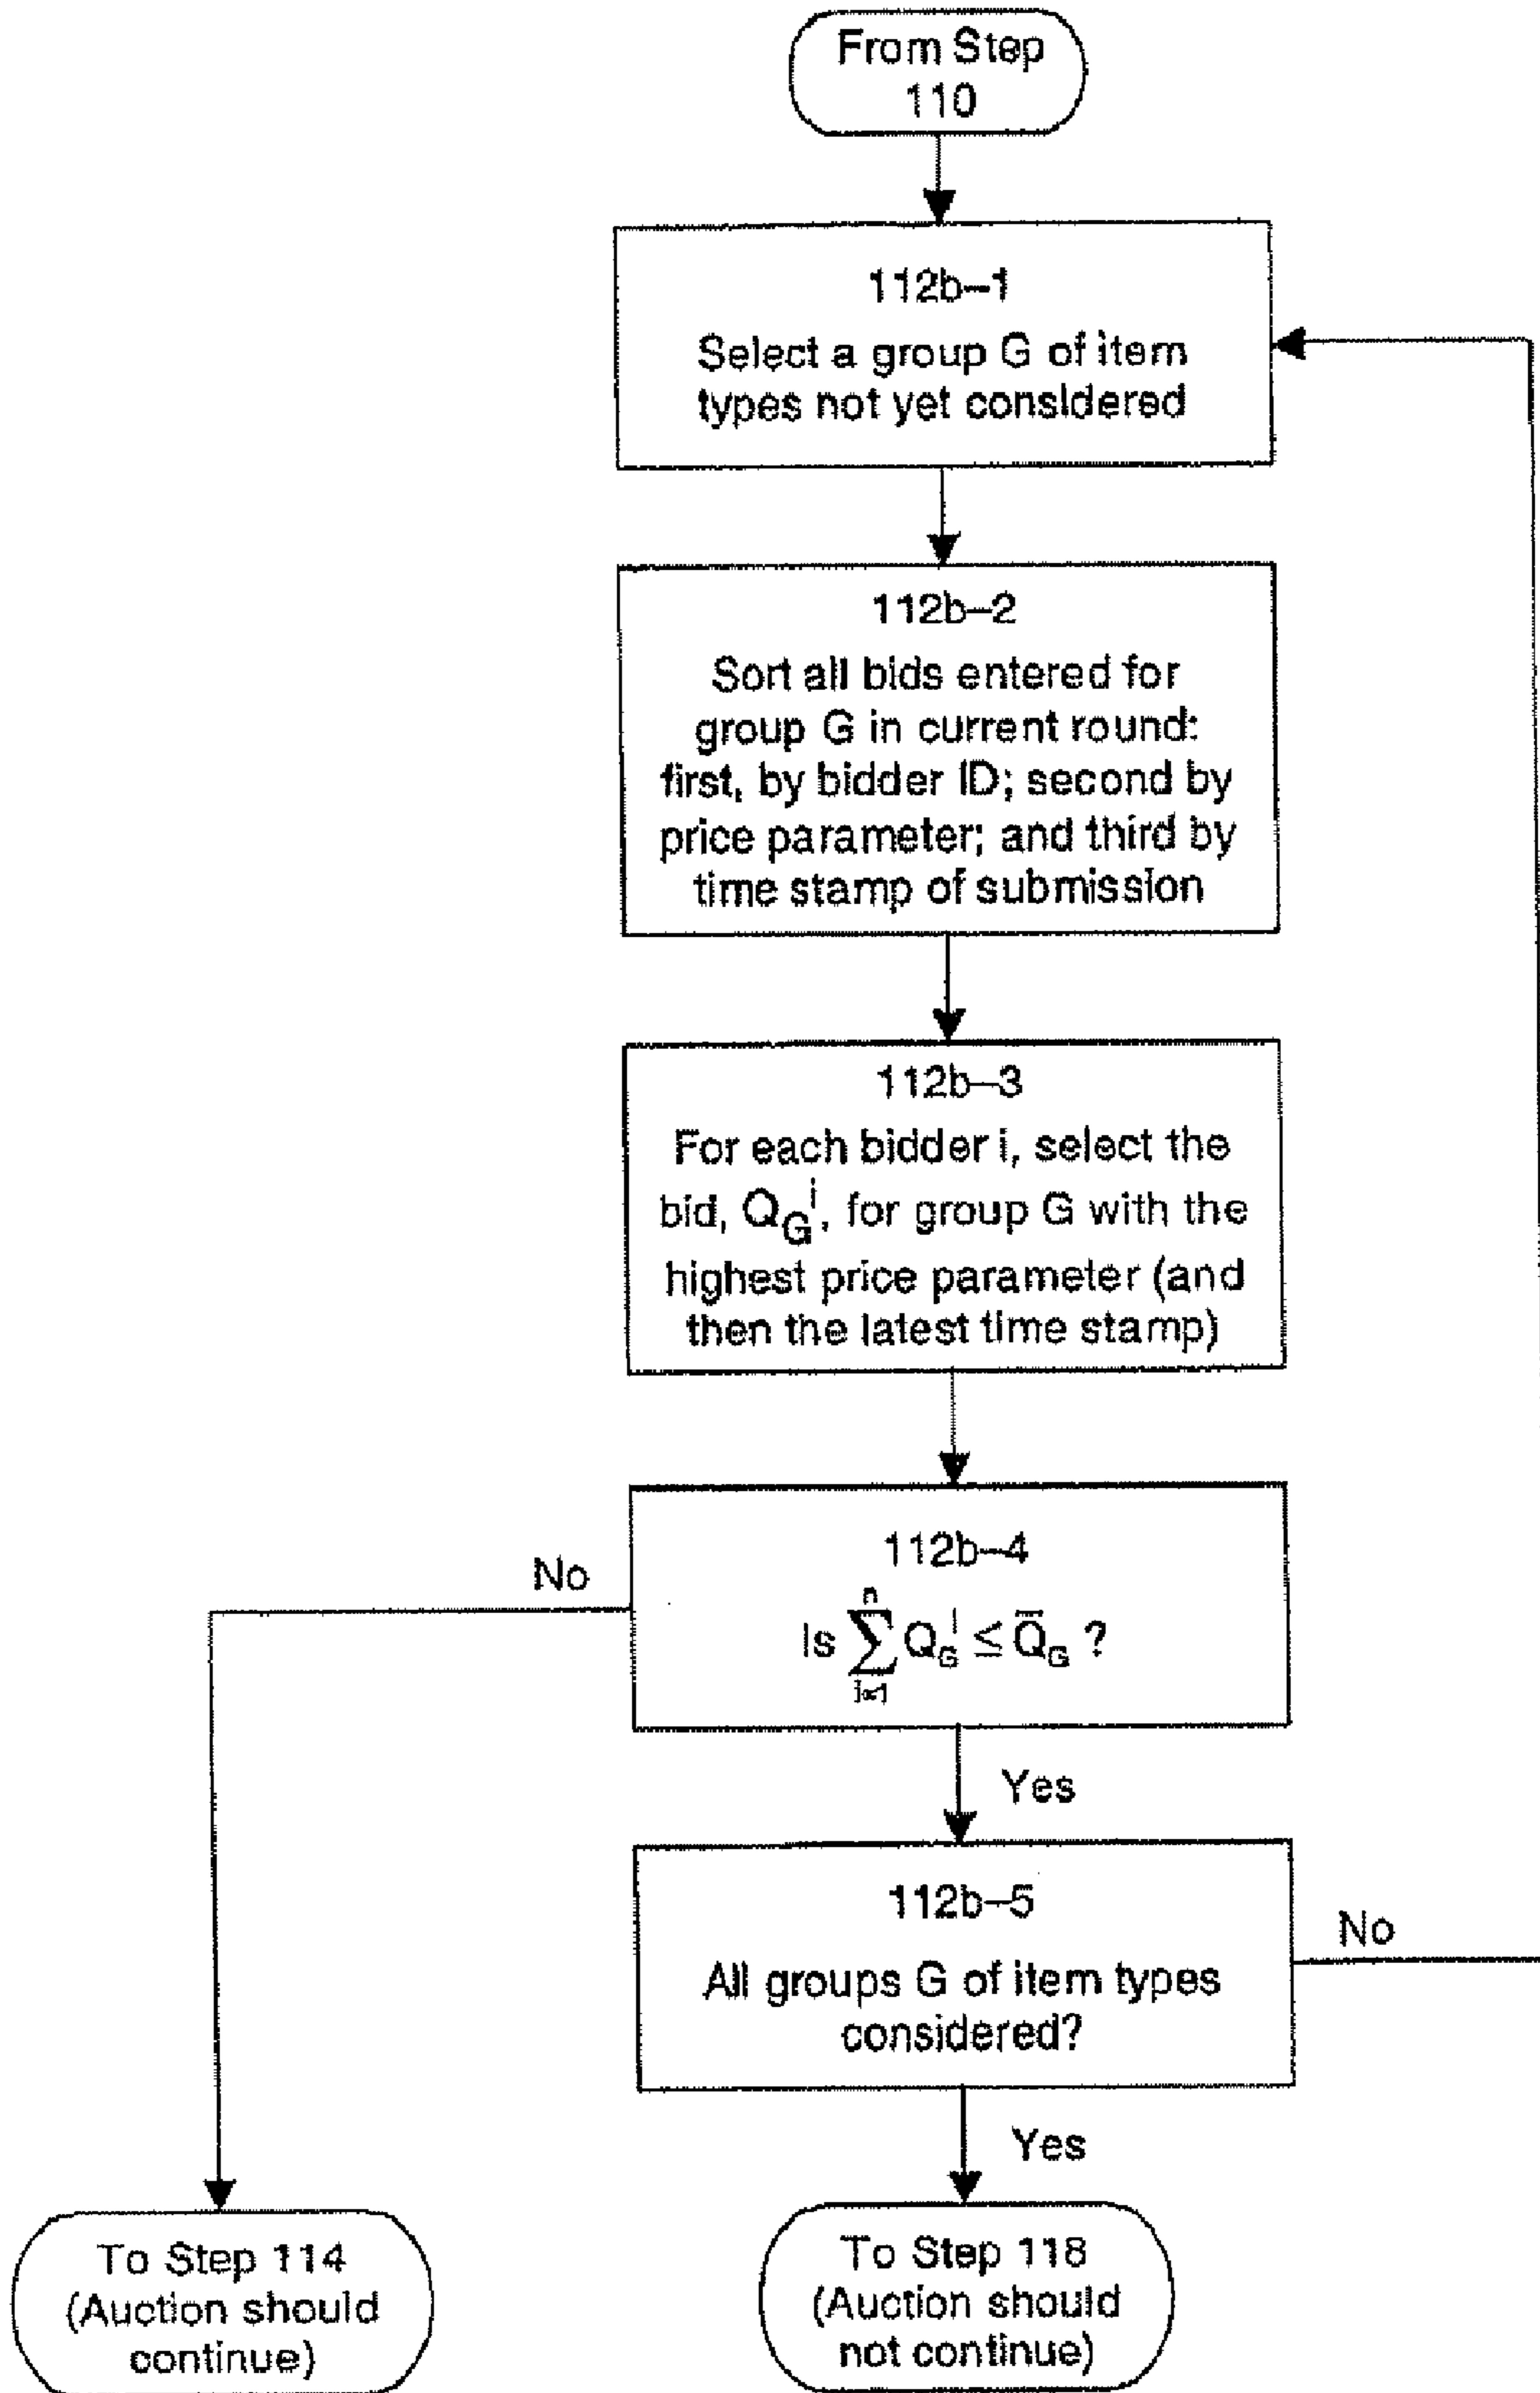 From Step
110
112b–1
Select a group G of item
types not yet considered
112b–2
Sort all bids entered for
group G in current round:
first, by bidder ID; second by
price parameter; and third by
time stamp of submission
112b–3
For each bidder i, select the
bid, Q_G^i, for group G with the
highest price parameter (and
then the latest time stamp)
112b–4
No
Is ∑_{i=1}^{n} Q_G^i ≤ Q̅_G ?
Yes
112b–5
No
All groups G of item types
considered?
Yes
To Step 114
(Auction should
continue)
To Step 118
(Auction should
not continue)